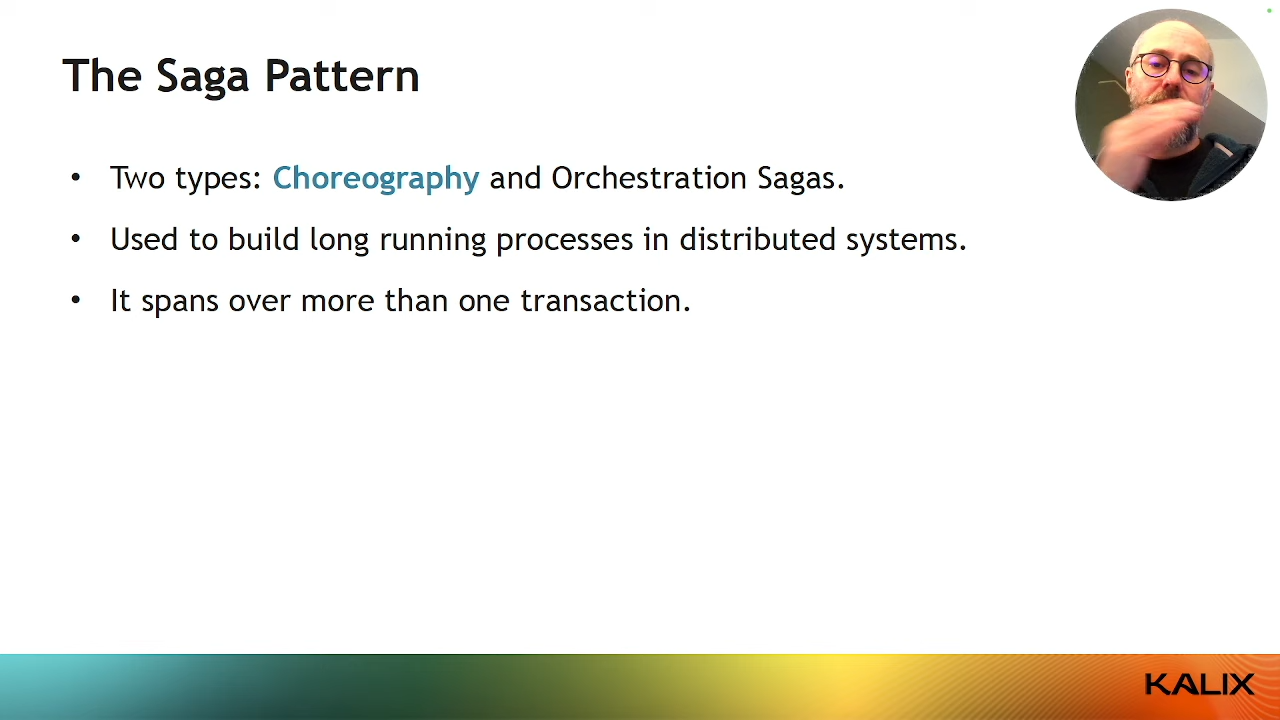 The Saga Pattern
• Two types: Choreography and Orchestration Sagas.
• Used to build long running processes in distributed systems.
• It spans over more than one transaction.
KALIX